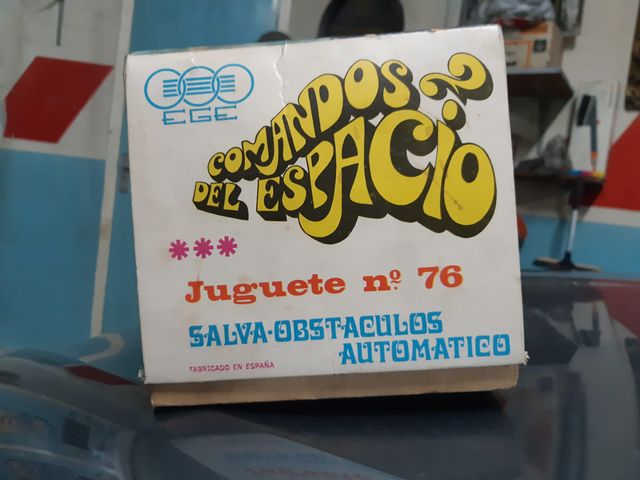 EGE
COMANDOS
DEL ESPACIO
Juguete nº 76
SALVA-OBSTACULOS
AUTOMATICO
FABRICADO EN ESPAÑA